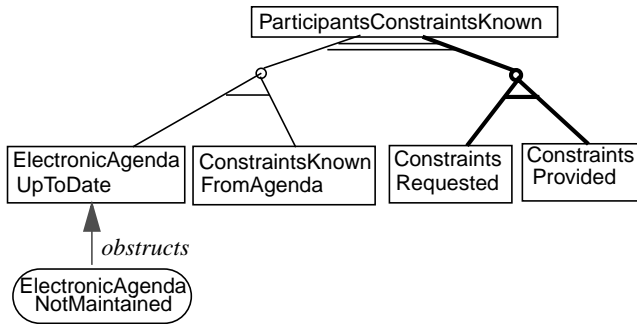 ParticipantsConstraintsKnown
ElectronicAgenda
UpToDate
ConstraintsKnown
FromAgenda
Constraints
Requested
Constraints
Provided
obstructs
ElectronicAgenda
NotMaintained